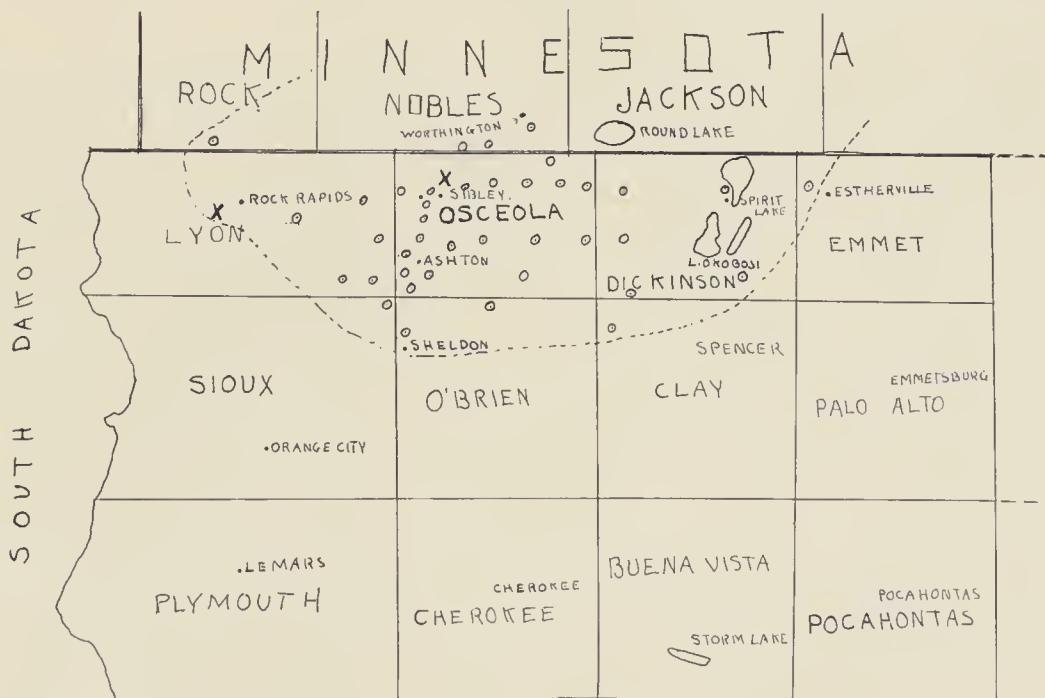 MINNESOTA
ROCK
NOBLES
JACKSON
WORTHINGTON
ROUND LAKE
SOUTH DAKOTA
X
SIBLEY.
ROCK RAPIDS
SPIRIT
LAKE
ESTHERVILLE
X
OSCEOLA
LYON
EMMET
ASHTON
L.OKOBOJI
DICKINSON
SHELDON
SPENCER
SIOUX
O'BRIEN
CLAY
EMMETSBURG
PALO ALTO
ORANGE CITY
LEMARS
BUENA VISTA
PLYMOUTH
CHEROKEE
CHEROKEE
POCAHONTAS
POCAHONTAS
STORM LAKE